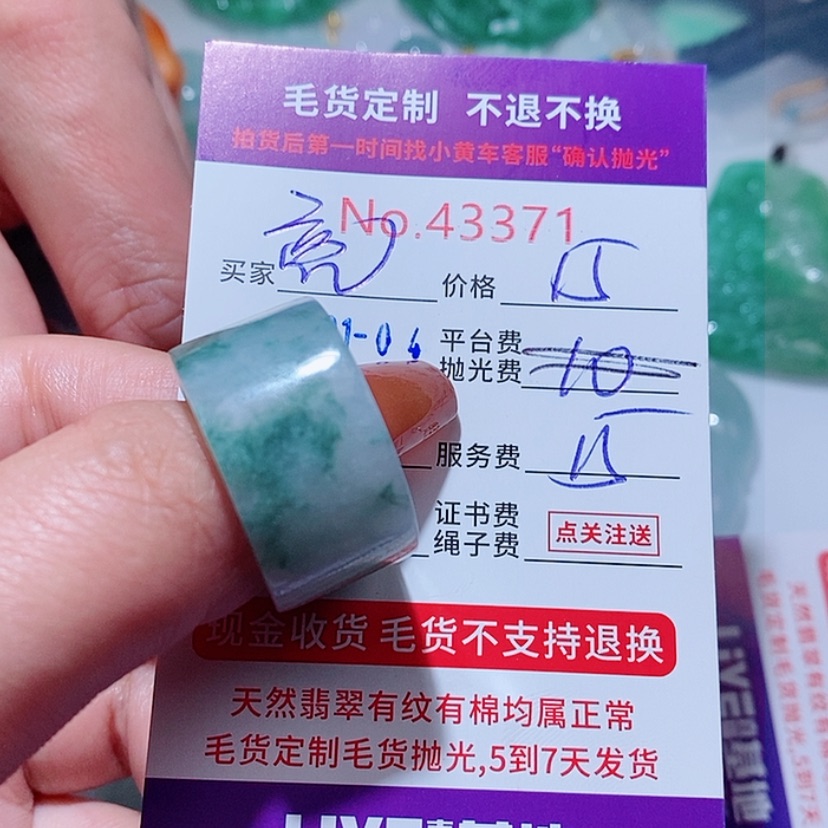 毛货定制 不退不换
拍货后第一时间找小黄车客服“确认抛光”
No.43371
买家 亮 价格
1-04 平台费
抛光费 10
服务费
证书费
绳子费 点关注送
现金收货 毛货不支持退换
天然翡翠有纹有棉均属正常
毛货定制毛货抛光,5到7天发货